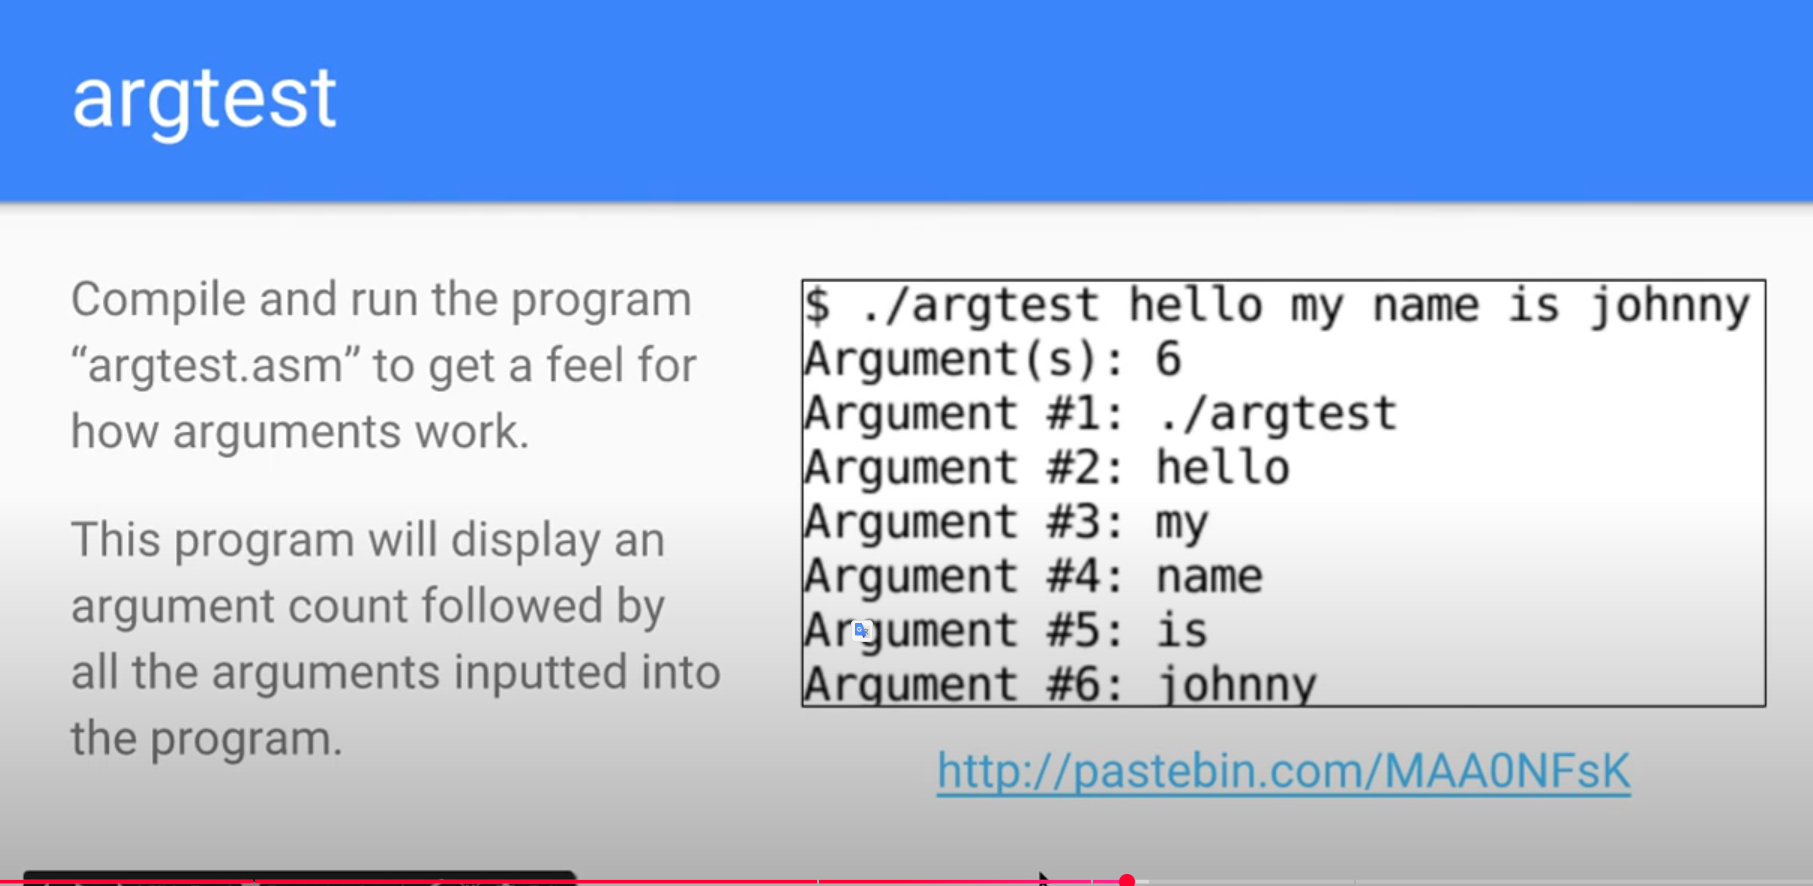 argtest
Compile and run the program
“argtest.asm” to get a feel for
how arguments work.
This program will display an
argument count followed by
all the arguments inputted into
the program.
$ ./argtest hello my name is johnny
Argument(s): 6
Argument #1: ./argtest
Argument #2: hello
Argument #3: my
Argument #4: name
Argument #5: is
Argument #6: johnny
http://pastebin.com/MAA0NFsK